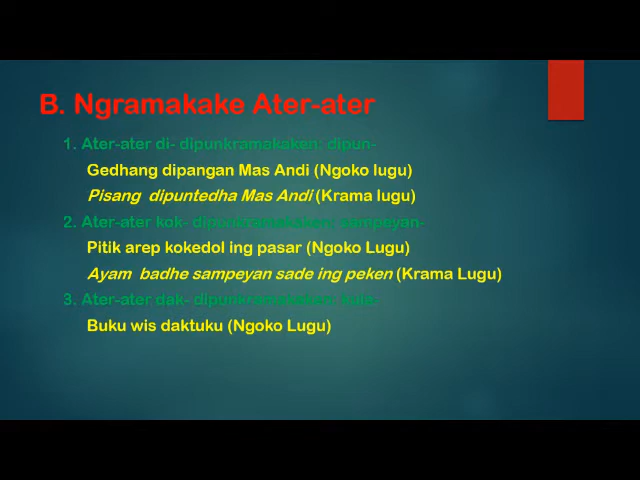 B. Ngramakake Ater-ater
1. Ater-ater di- dipunkramakaken: dipun-
Gedhang dipangan Mas Andi (Ngoko lugu)
Pisang dipuntedha Mas Andi (Krama lugu)
2. Ater-ater kok- dipunkramakaken: sampeyan-
Pitik arep kokedol ing pasar (Ngoko Lugu)
Ayam badhe sampeyan sade ing peken (Krama Lugu)
3. Ater-ater dak- dipunkramakaken: kula-
Buku wis daktuku (Ngoko Lugu)